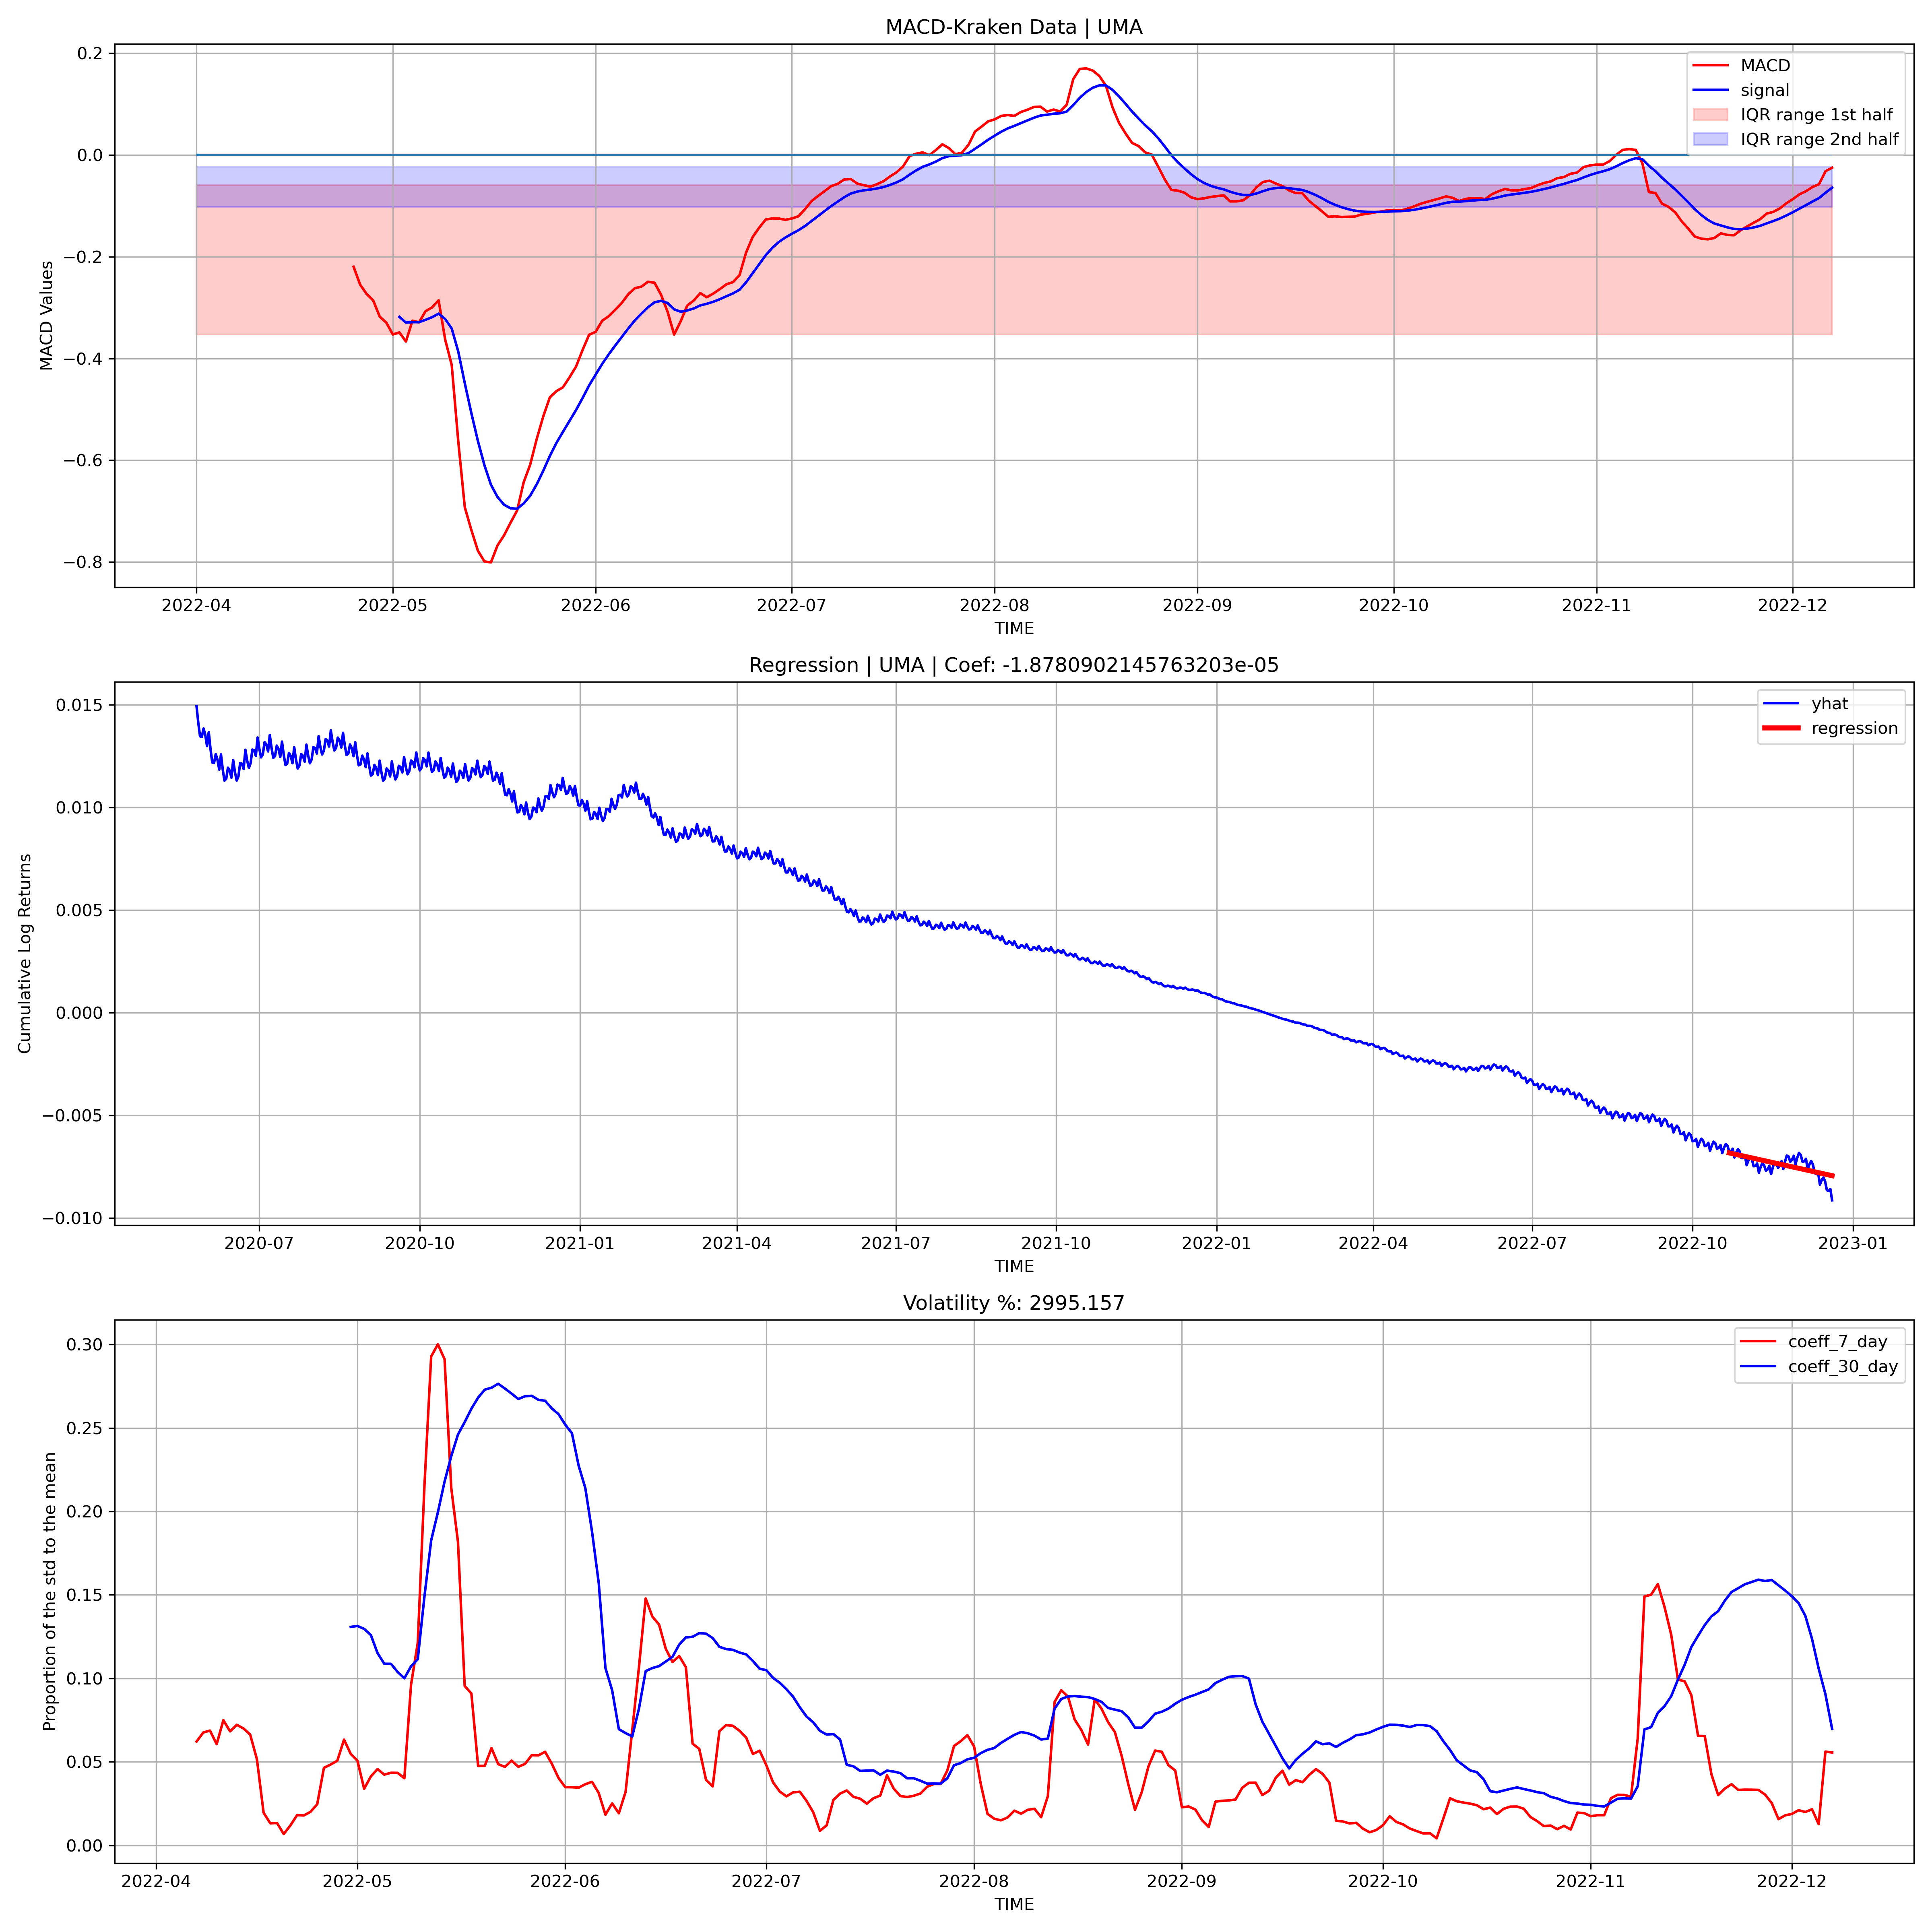 MACD-Kraken Data | UMA
MACD Values
0.2
0.0
−0.2
−0.4
−0.6
−0.8
MACD
signal
IQR range 1st half
IQR range 2nd half
2022-04 2022-05 2022-06 2022-07 2022-08 2022-09 2022-10 2022-11 2022-12
TIME
Regression | UMA | Coef: -1.8780902145763203e-05
Cumulative Log Returns
0.015
0.010
0.005
0.000
−0.005
−0.010
yhat
regression
2020-07 2020-10 2021-01 2021-04 2021-07 2021-10 2022-01 2022-04 2022-07 2022-10 2023-01
TIME
Volatility %: 2995.157
Proportion of the std to the mean
0.30
0.25
0.20
0.15
0.10
0.05
0.00
coeff_7_day
coeff_30_day
2022-04 2022-05 2022-06 2022-07 2022-08 2022-09 2022-10 2022-11 2022-12
TIME